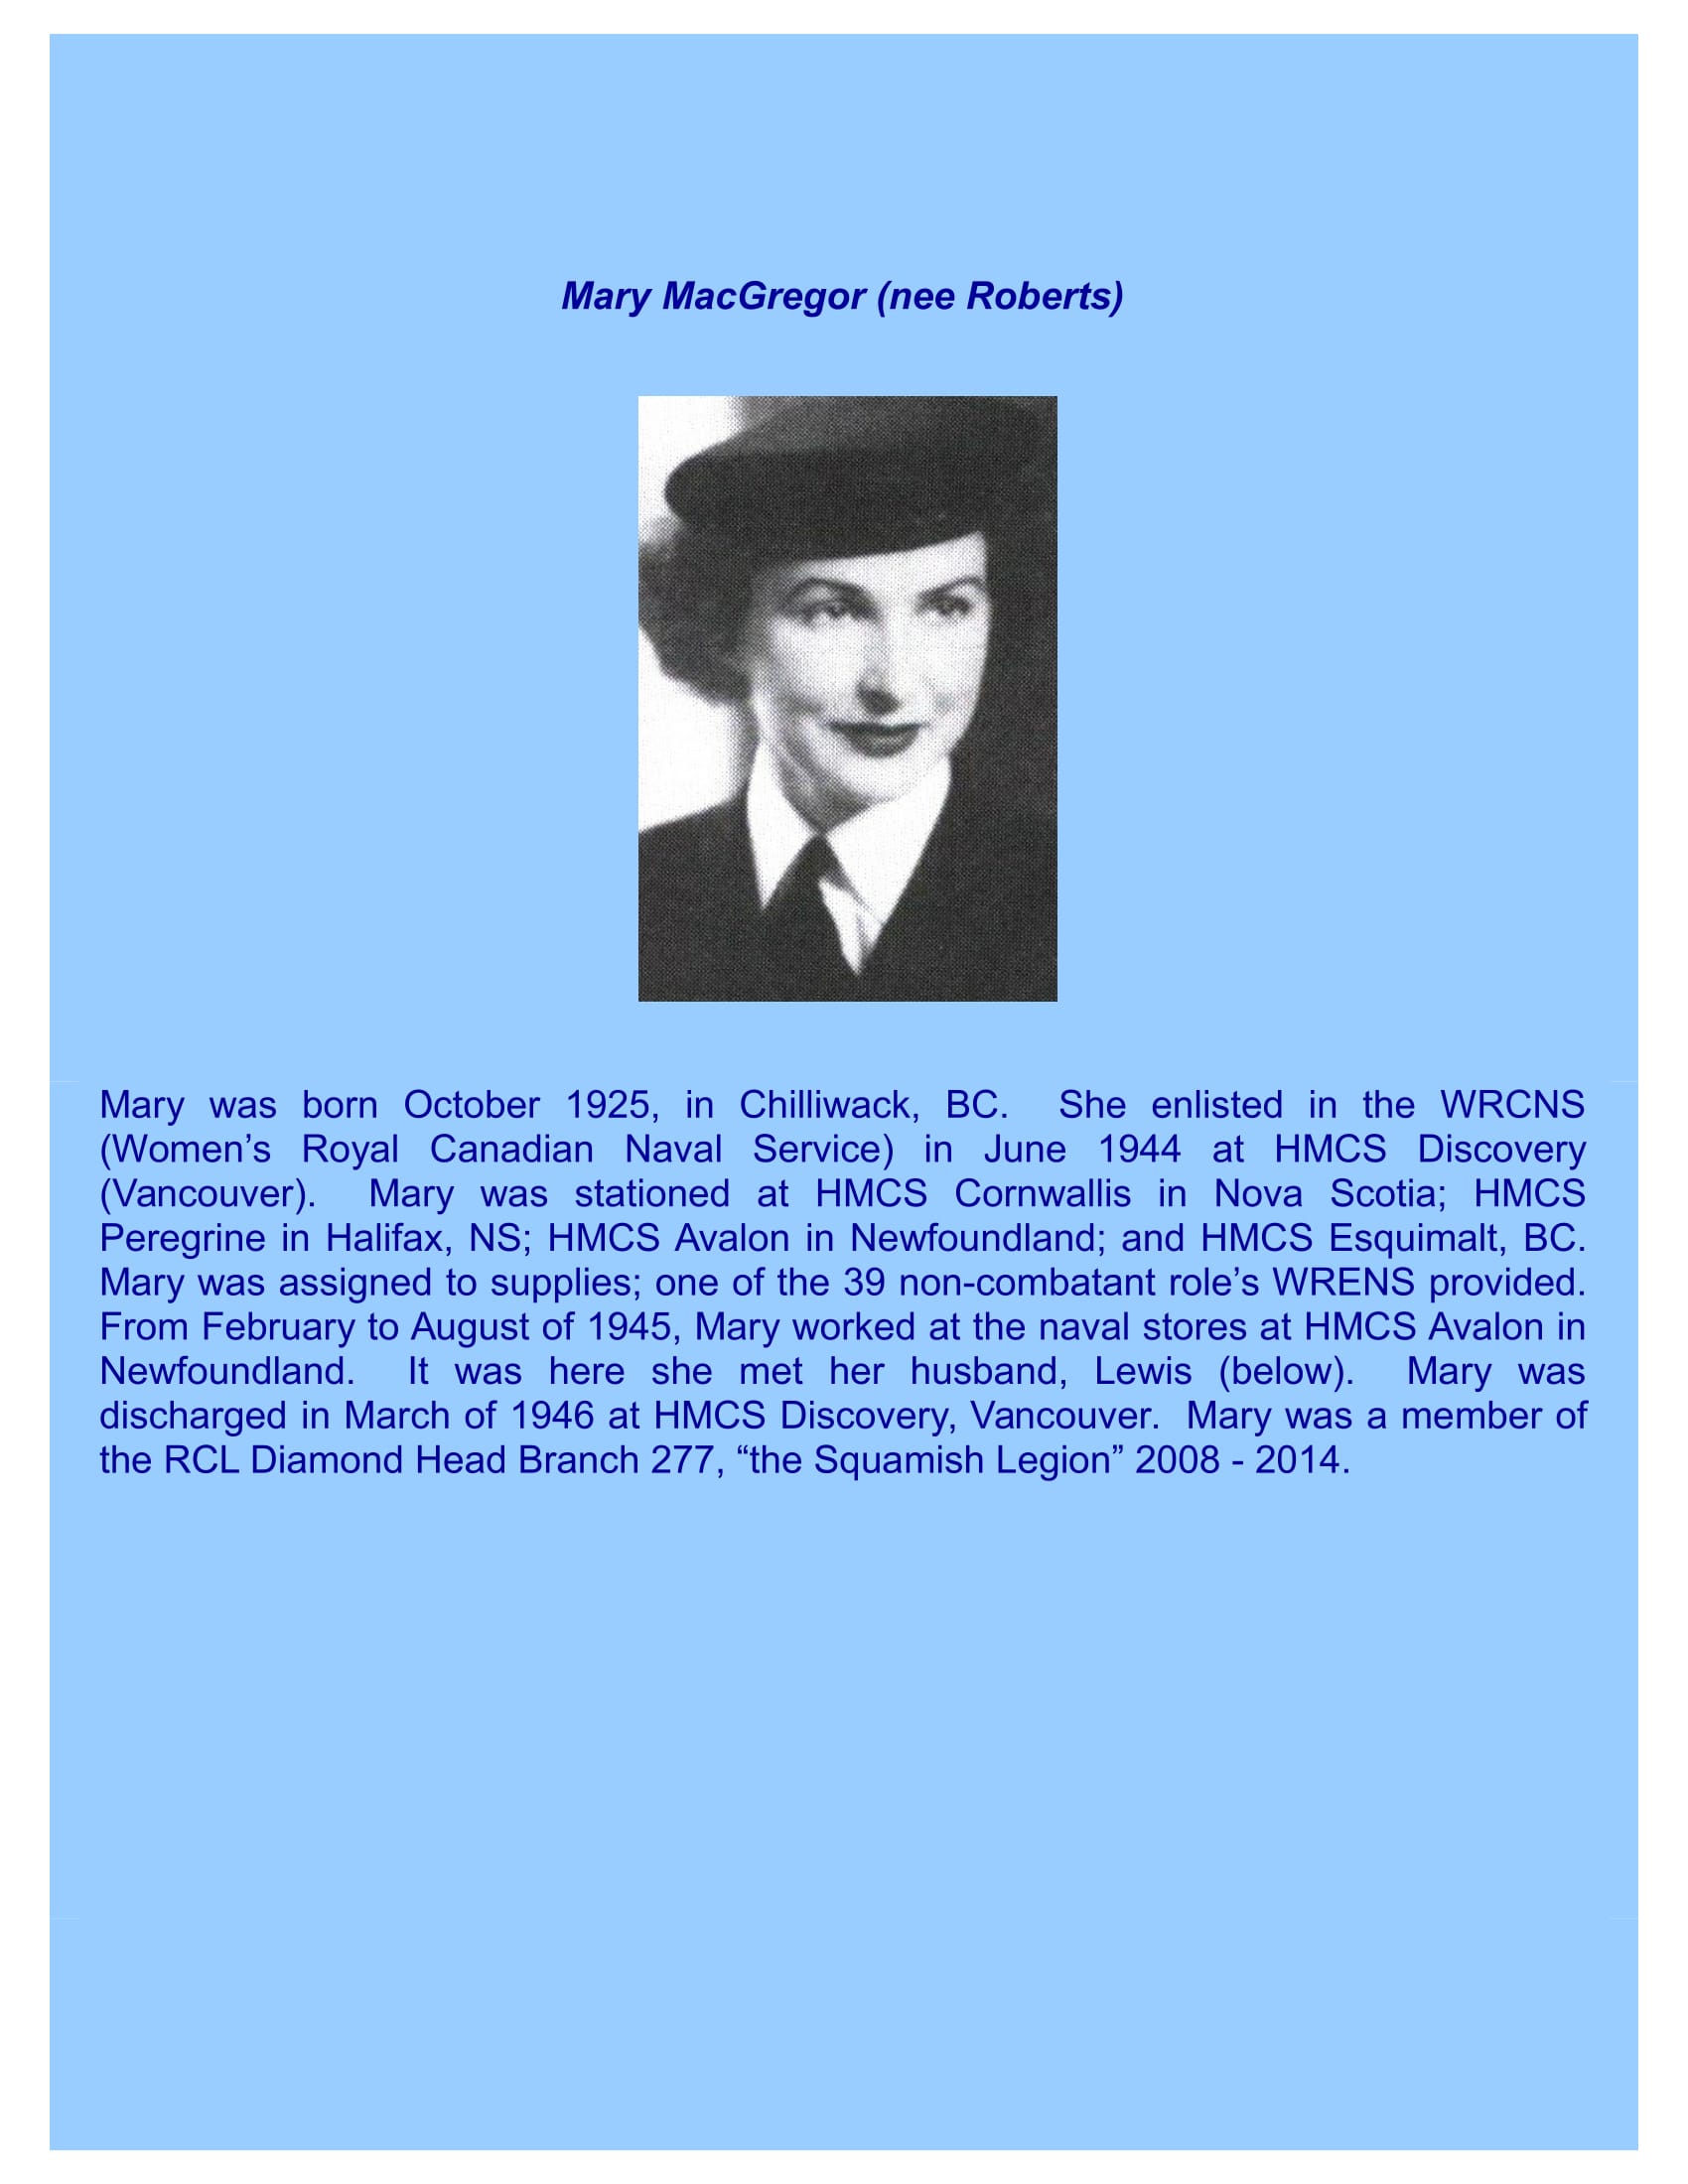 Mary MacGregor (nee Roberts)
Mary was born October 1925, in Chilliwack, BC. She enlisted in the WRCNS
(Women’s Royal Canadian Naval Service) in June 1944 at HMCS Discovery
(Vancouver). Mary was stationed at HMCS Cornwallis in Nova Scotia; HMCS
Peregrine in Halifax, NS; HMCS Avalon in Newfoundland; and HMCS Esquimalt, BC.
Mary was assigned to supplies; one of the 39 non-combatant role’s WRENS provided.
From February to August of 1945, Mary worked at the naval stores at HMCS Avalon in
Newfoundland. It was here she met her husband, Lewis (below). Mary was
discharged in March of 1946 at HMCS Discovery, Vancouver. Mary was a member of
the RCL Diamond Head Branch 277, “the Squamish Legion” 2008 - 2014.